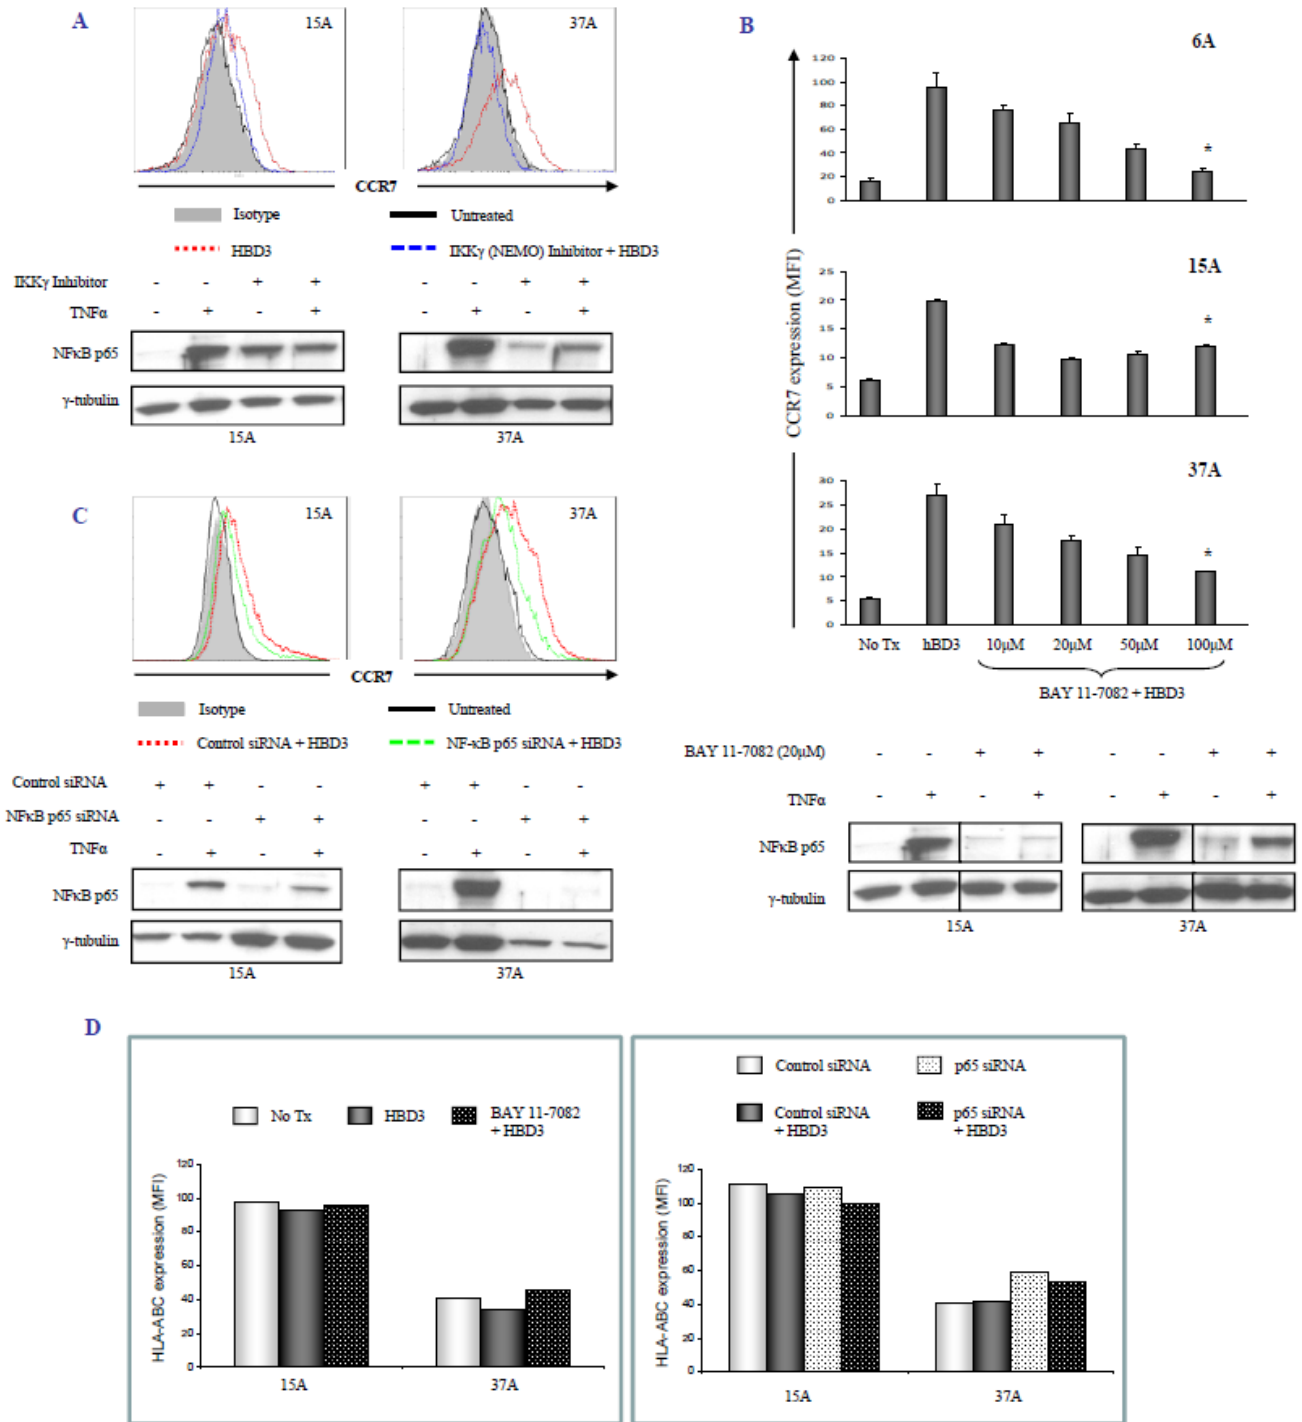 A
15A
37A
CCR7
Isotype
Untreated
HBD3
IKKγ (NEMO) Inhibitor + HBD3
IKKγ Inhibitor - - + + - - + +
TNFα - + - + - + - +
NFκB p65
γ-tubulin
15A
37A
B
CCR7 expression (MFI)
6A
120
100
80
60
40
20
0
*
15A
25
20
15
10
5
0
*
37A
30
25
20
15
10
5
0
*
No Tx hBD3 10μM 20μM 50μM 100μM
BAY 11-7082 + HBD3
BAY 11-7082 (20μM) - - + + - - + +
TNFα - + - + - + - +
NFκB p65
γ-tubulin
15A
37A
C
15A
37A
CCR7
Isotype
Untreated
Control siRNA + HBD3
NF-κB p65 siRNA + HBD3
Control siRNA + + - - + + - -
NFκB p65 siRNA - - + + - - + +
TNFα - + - + - + - +
NFκB p65
γ-tubulin
15A
37A
D
No Tx
HBD3
BAY 11-7082
+ HBD3
HLA-ABC expression (MFI)
120
100
80
60
40
20
0
15A
37A
Control siRNA
p65 siRNA
Control siRNA
+ HBD3
p65 siRNA
+ HBD3
HLA-ABC expression (MFI)
120
100
80
60
40
20
0
15A
37A